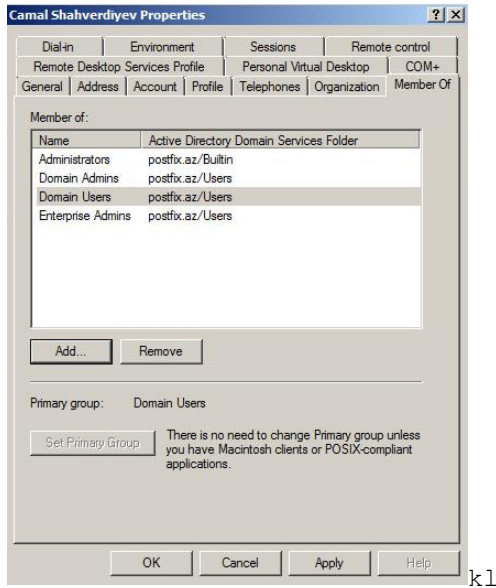 Camal Shahverdiyev Properties
Dial-in Environment Sessions Remote control
Remote Desktop Services Profile Personal Virtual Desktop COM+
General Address Account Profile Telephones Organization Member Of
Member of:
Name Active Directory Domain Services Folder
Administrators postfix.az/Builtin
Domain Admins postfix.az/Users
Domain Users postfix.az/Users
Enterprise Admins postfix.az/Users
Add... Remove
Primary group: Domain Users
Set Primary Group There is no need to change Primary group unless
you have Macintosh clients or POSIX-compliant
applications.
OK Cancel Apply Help
kl